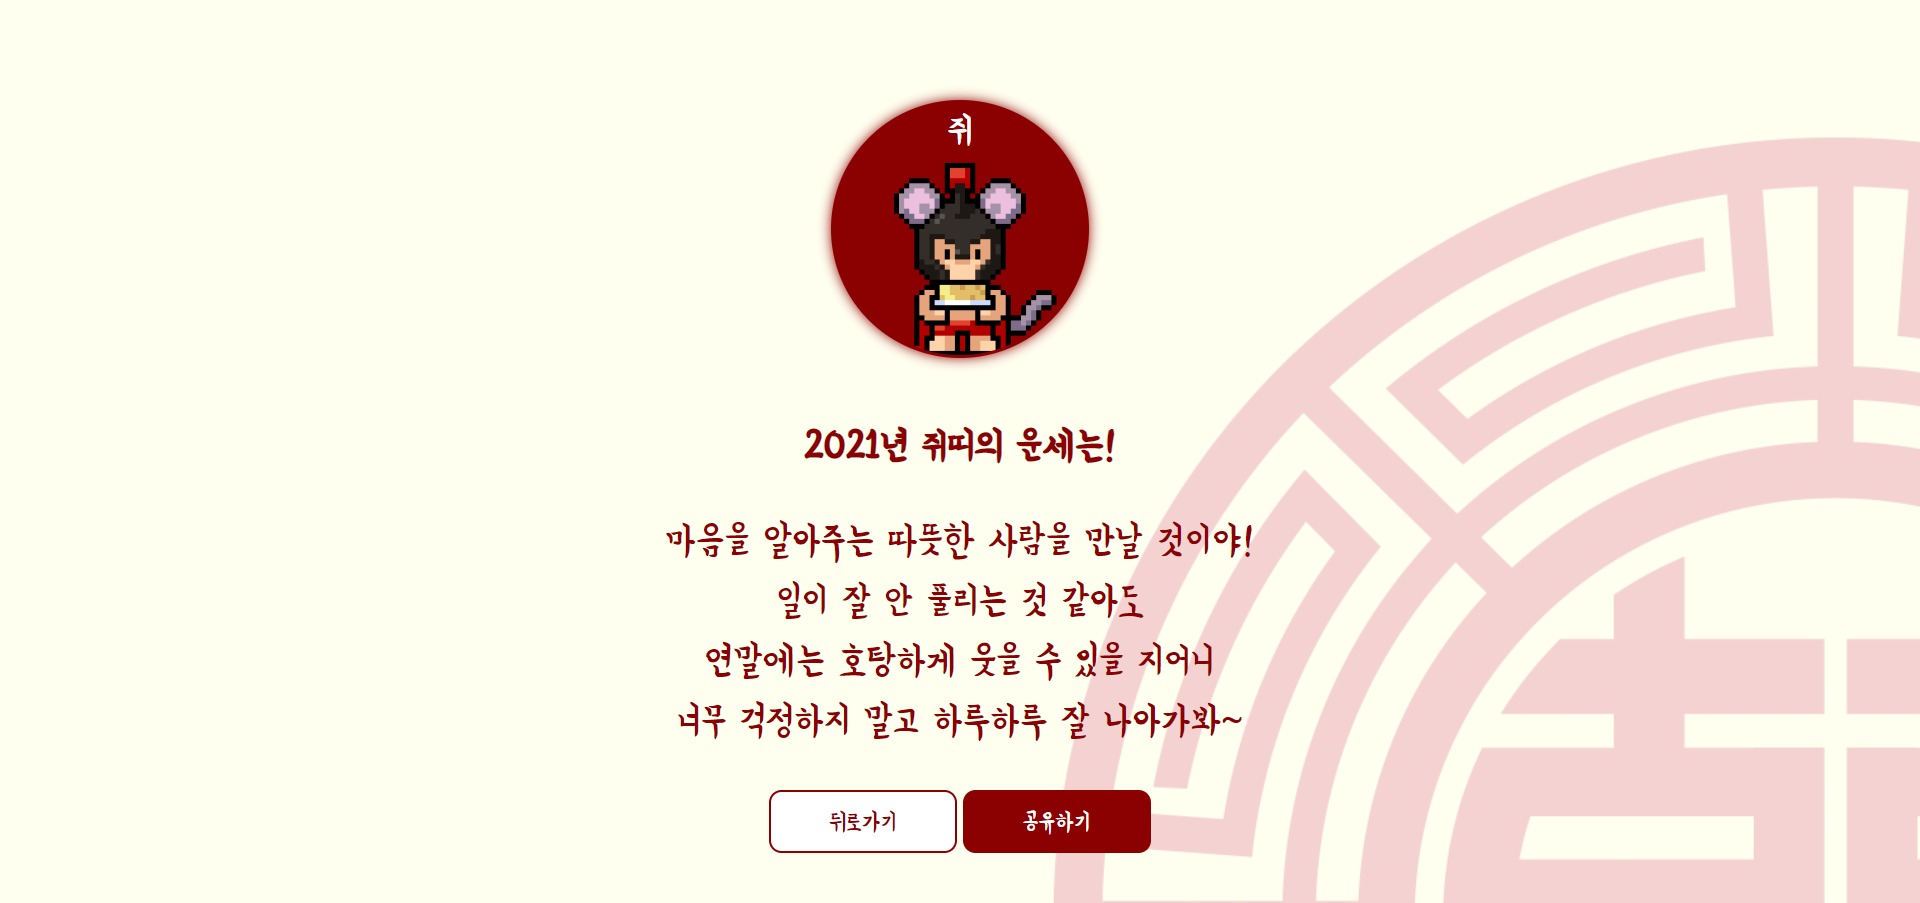 쥐
2021년 쥐띠의 운세는!
마음을 알아주는 따뜻한 사람을 만날 것이야!
일이 잘 안 풀리는 것 같아도
연말에는 호탕하게 웃을 수 있을 지어니
너무 걱정하지 말고 하루하루 잘 나아가봐~
뒤로가기 공유하기